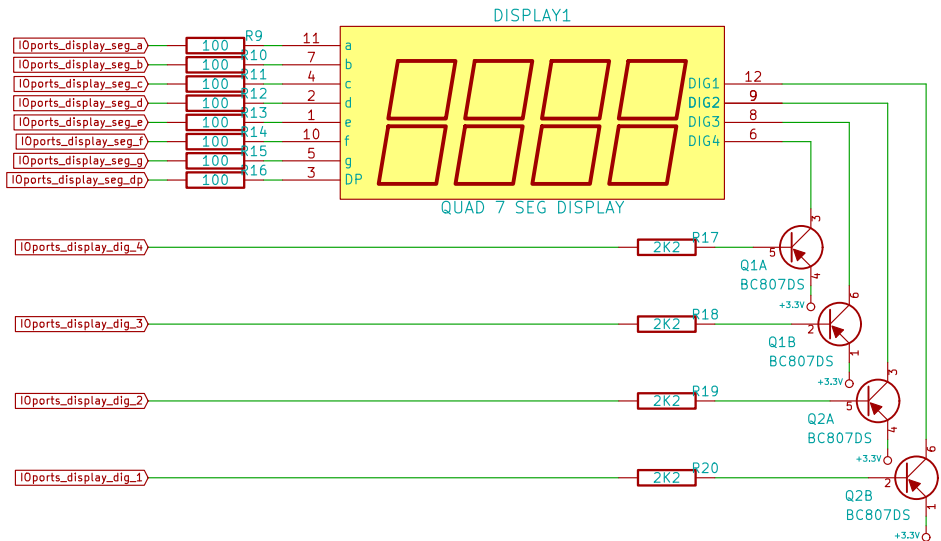 DISPLAY1
IOports_display_seg_a 100 R9 11 a
IOports_display_seg_b 100 R10 7 b
IOports_display_seg_c 100 R11 4 c DIG1 12
IOports_display_seg_d 100 R12 2 d DIG2 9
IOports_display_seg_e 100 R13 1 e DIG3 8
IOports_display_seg_f 100 R14 10 f DIG4 6
IOports_display_seg_g 100 R15 5 g
IOports_display_seg_dp 100 R16 3 DP
QUAD 7 SEG DISPLAY
IOports_display_dig_4 2K2 R17 5 3 4
Q1A
BC807DS
+3.3V
IOports_display_dig_3 2K2 R18 2 6 1
Q1B
BC807DS
+3.3V
IOports_display_dig_2 2K2 R19 5 3 4
Q2A
BC807DS
+3.3V
IOports_display_dig_1 2K2 R20 2 6 1
Q2B
BC807DS
+3.3V